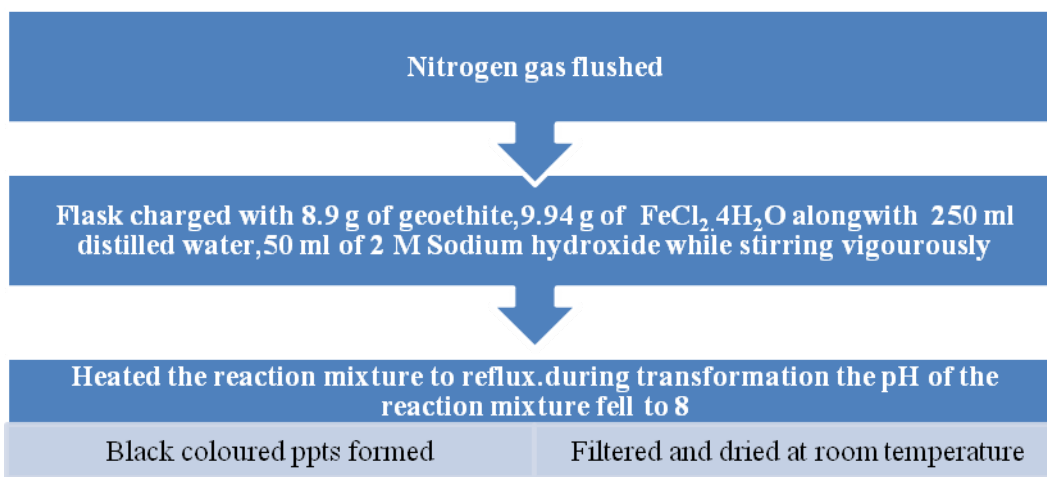 Nitrogen gas flushed
Flask charged with 8.9 g of geoethite,9.94 g of FeCl₂.4H₂O alongwith 250 ml
distilled water,50 ml of 2 M Sodium hydroxide while stirring vigourously
Heated the reaction mixture to reflux.during transformation the pH of the
reaction mixture fell to 8
Black coloured ppts formed
Filtered and dried at room temperature